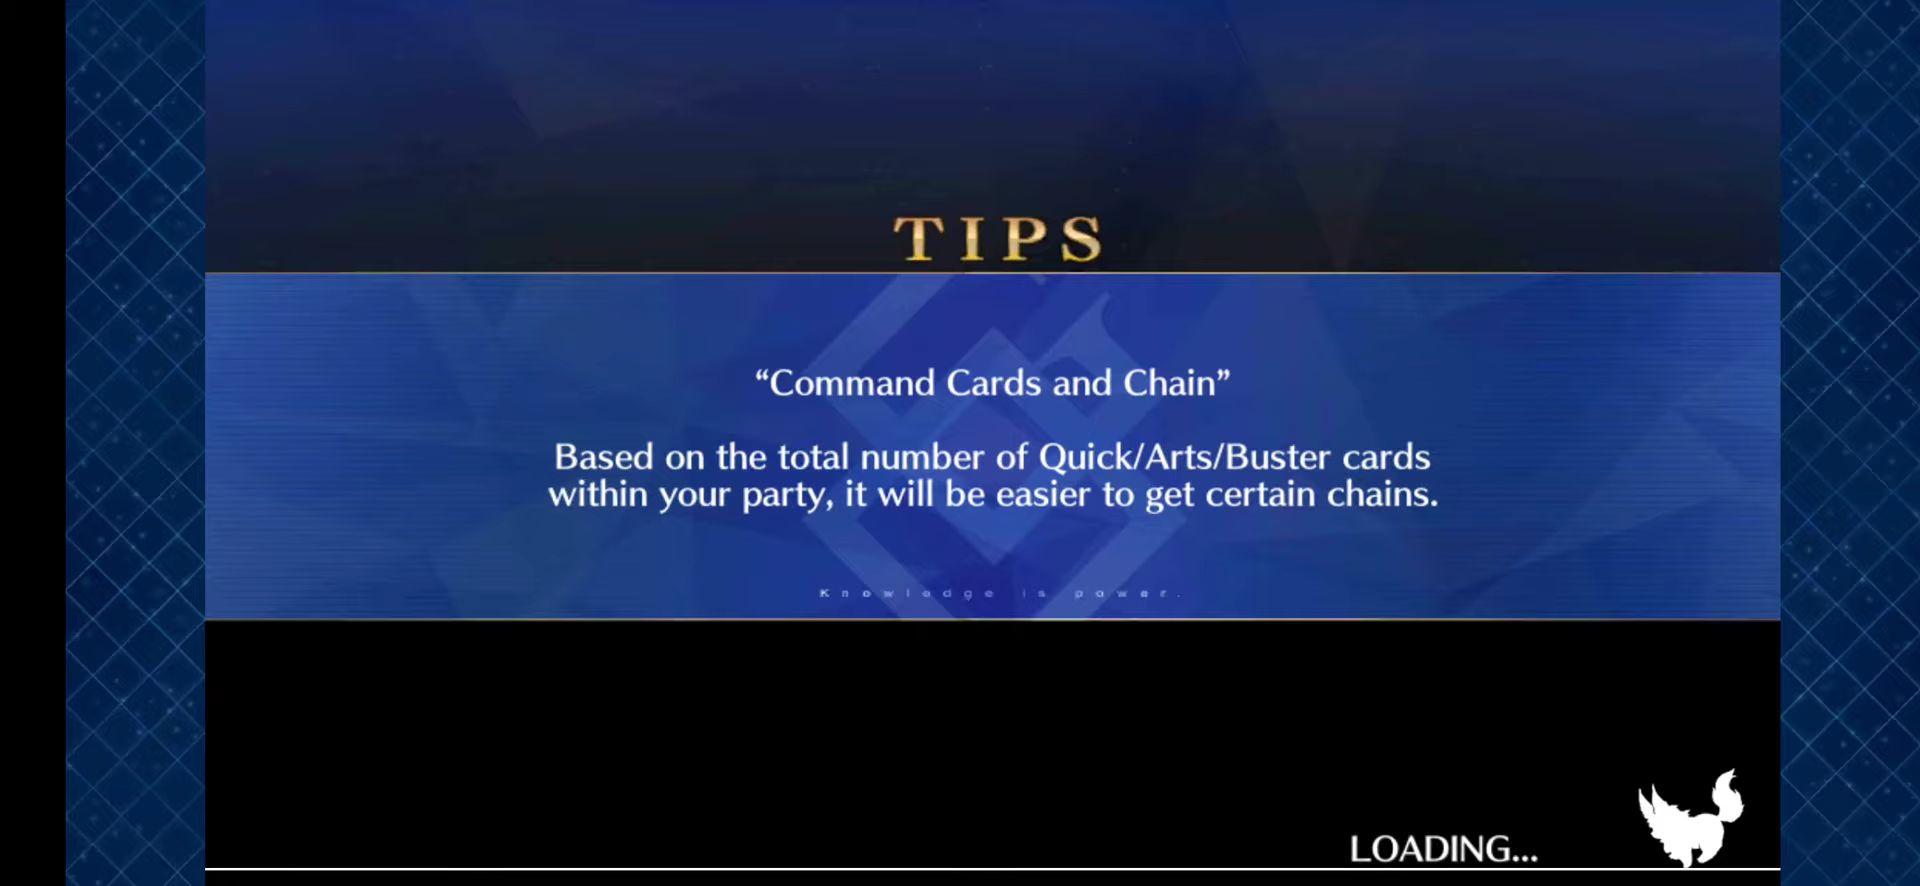 TIPS
“Command Cards and Chain”
Based on the total number of Quick/Arts/Buster cards
within your party, it will be easier to get certain chains.
Knowledge is power.
LOADING...